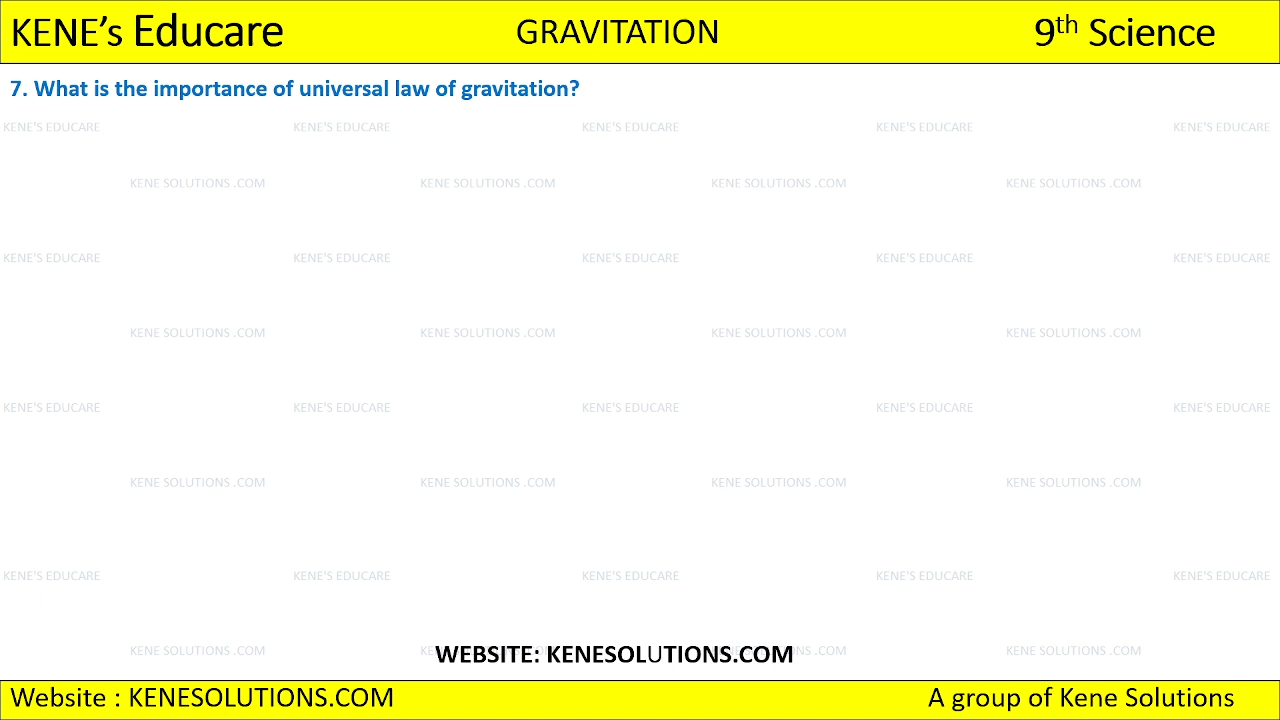 KENE's Educare GRAVITATION 9th Science
7. What is the importance of universal law of gravitation?
KENE'S EDUCARE KENE'S EDUCARE KENE'S EDUCARE KENE'S EDUCARE KENE'S EDUCARE
KENE SOLUTIONS .COM KENE SOLUTIONS .COM KENE SOLUTIONS .COM KENE SOLUTIONS .COM
KENE'S EDUCARE KENE'S EDUCARE KENE'S EDUCARE KENE'S EDUCARE KENE'S EDUCARE
KENE SOLUTIONS .COM KENE SOLUTIONS .COM KENE SOLUTIONS .COM KENE SOLUTIONS .COM
KENE'S EDUCARE KENE'S EDUCARE KENE'S EDUCARE KENE'S EDUCARE KENE'S EDUCARE
KENE SOLUTIONS .COM KENE SOLUTIONS .COM KENE SOLUTIONS .COM KENE SOLUTIONS .COM
KENE'S EDUCARE KENE'S EDUCARE KENE'S EDUCARE KENE'S EDUCARE KENE'S EDUCARE
KENE SOLUTIONS .COM WEBSITE: KENESOLUTIONS.COM KENE SOLUTIONS .COM
Website : KENESOLUTIONS.COM A group of Kene Solutions